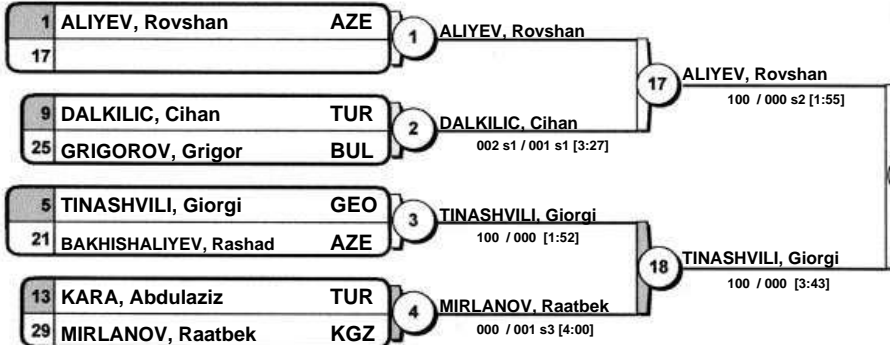 1 ALIYEV, Rovshan AZE
17
1
ALIYEV, Rovshan
9 DALKILIC, Cihan TUR
25 GRIGOROV, Grigor BUL
2
DALKILIC, Cihan
002 s1 / 001 s1 [3:27]
17
ALIYEV, Rovshan
100 / 000 s2 [1:55]
5 TINASHVILI, Giorgi GEO
21 BAKHISHALIYEV, Rashad AZE
3
TINASHVILI, Giorgi
100 / 000 [1:52]
13 KARA, Abdulaziz TUR
29 MIRLANOV, Raatbek KGZ
4
MIRLANOV, Raatbek
000 / 001 s3 [4:00]
18
TINASHVILI, Giorgi
100 / 000 [3:43]